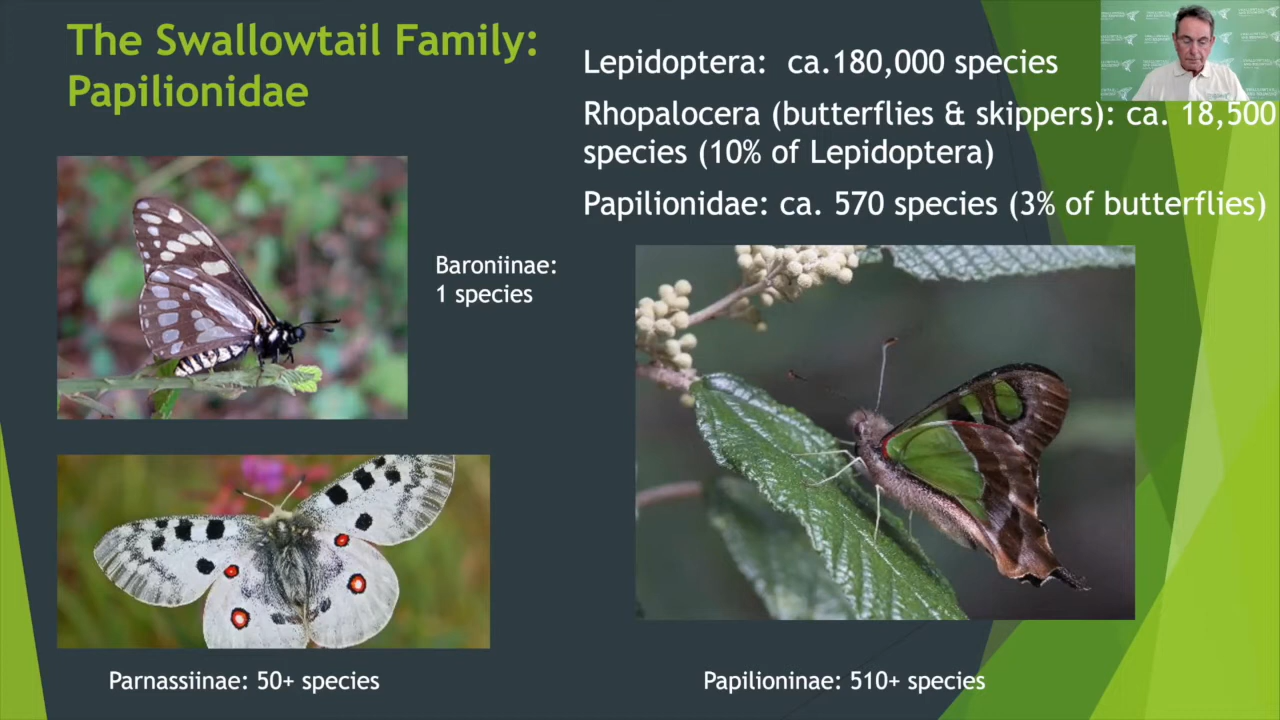 The Swallowtail Family:
Papilionidae
Lepidoptera: ca.180,000 species
Rhopalocera (butterflies & skippers): ca. 18,500
species (10% of Lepidoptera)
Papilionidae: ca. 570 species (3% of butterflies)
Baroniinae:
1 species
Parnassiinae: 50+ species
Papilioninae: 510+ species